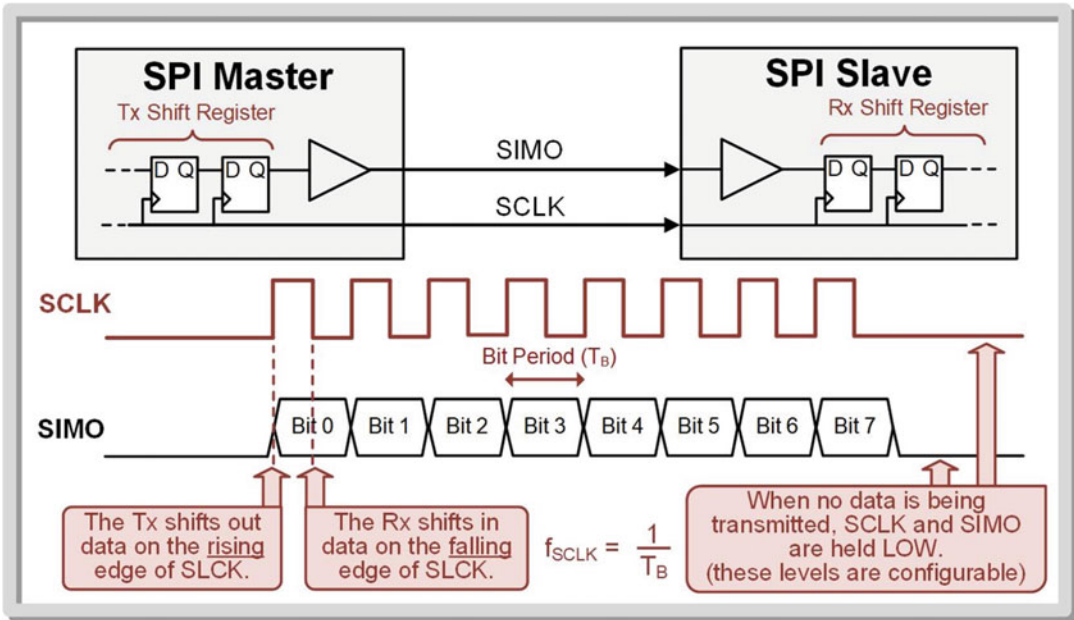 SPI Master
Tx Shift Register
D Q
D Q
SIMO
SCLK
SPI Slave
Rx Shift Register
D Q
D Q
SCLK
Bit Period (T_B)
SIMO
Bit 0
Bit 1
Bit 2
Bit 3
Bit 4
Bit 5
Bit 6
Bit 7
The Tx shifts out
data on the rising
edge of SLCK.
The Rx shifts in
data on the falling
edge of SLCK.
f_SCLK = 1/T_B
When no data is being
transmitted, SCLK and SIMO
are held LOW.
(these levels are configurable)